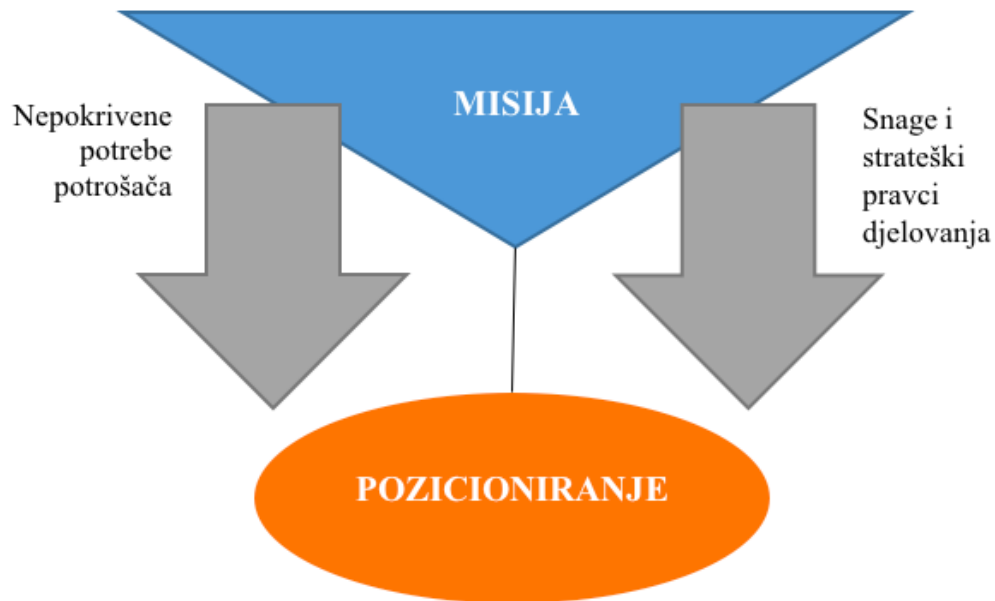 MISIJA
Nepokrivene
potrebe
potrošača
Snage i
strateški
pravci
djelovanja
POZICIONIRANJE